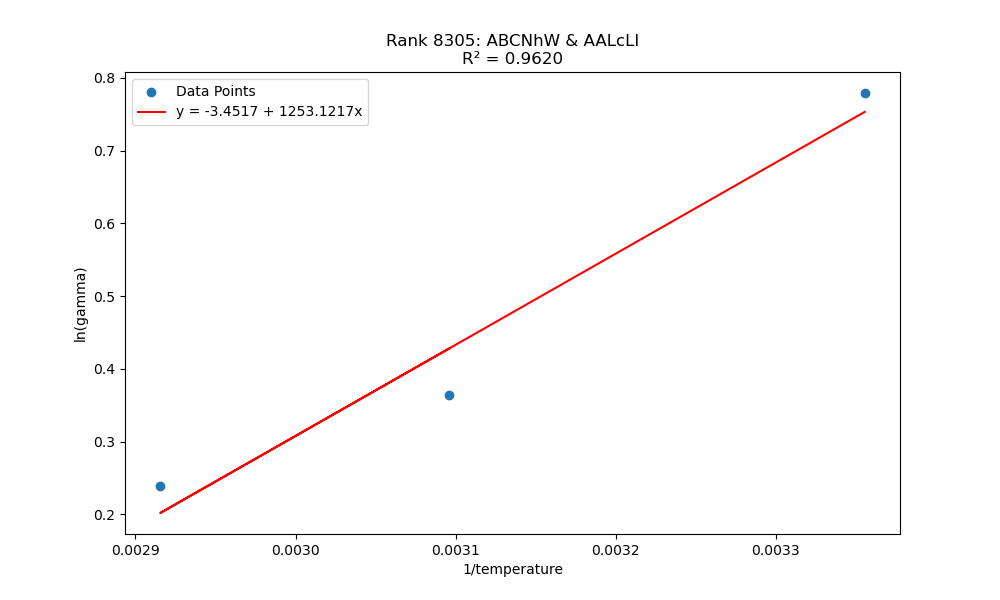 Rank 8305: ABCNhW & AALcLI
R² = 0.9620
Data Points
y = -3.4517 + 1253.1217x
0.8
0.7
0.6
0.5
0.4
0.3
0.2
ln(gamma)
0.0029
0.0030
0.0031
0.0032
0.0033
1/temperature